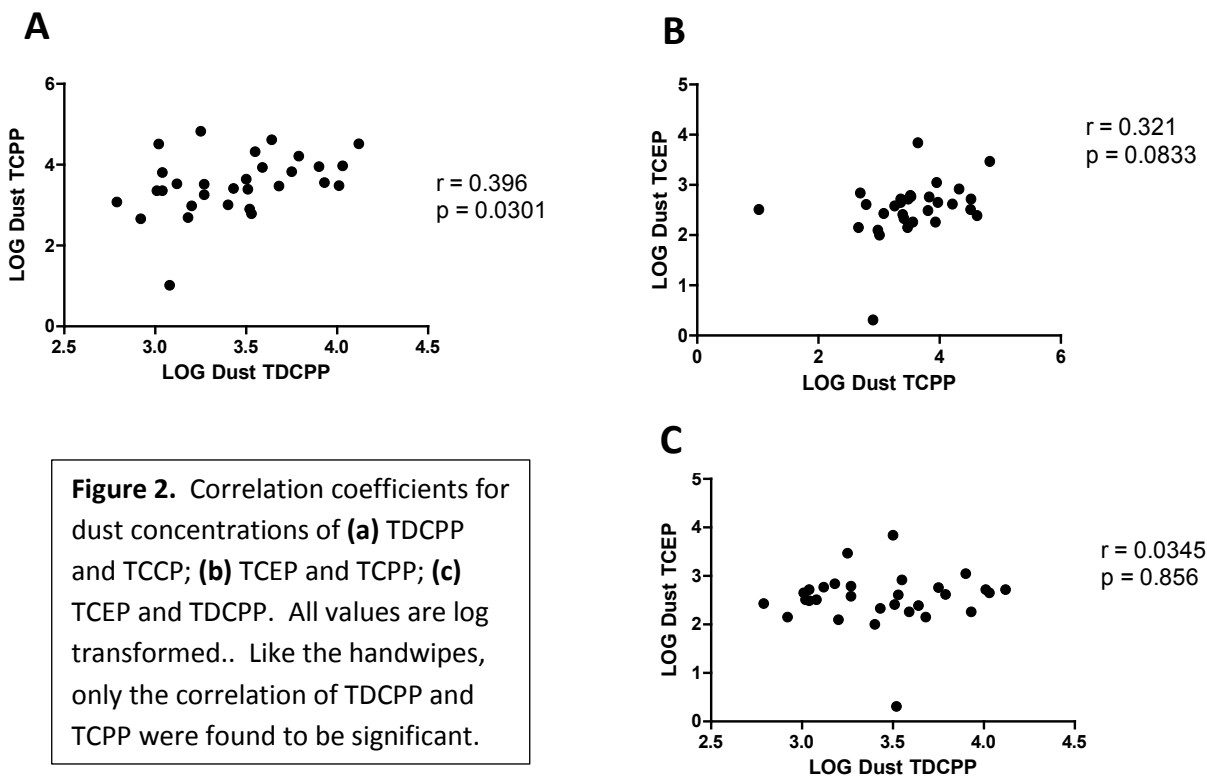 A
6
4
2
0
LOG Dust TCPP
2.5 3.0 3.5 4.0 4.5
LOG Dust TDCPP
r = 0.396
p = 0.0301
B
5
4
3
2
1
0
LOG Dust TCEP
0 2 4 6
LOG Dust TCPP
r = 0.321
p = 0.0833
Figure 2. Correlation coefficients for
dust concentrations of (a) TDCPP
and TCCP; (b) TCEP and TCPP; (c)
TCEP and TDCPP. All values are log
transformed.. Like the handwipes,
only the correlation of TDCPP and
TCPP were found to be significant.
C
5
4
3
2
1
0
LOG Dust TCEP
2.5 3.0 3.5 4.0 4.5
LOG Dust TDCPP
r = 0.0345
p = 0.856